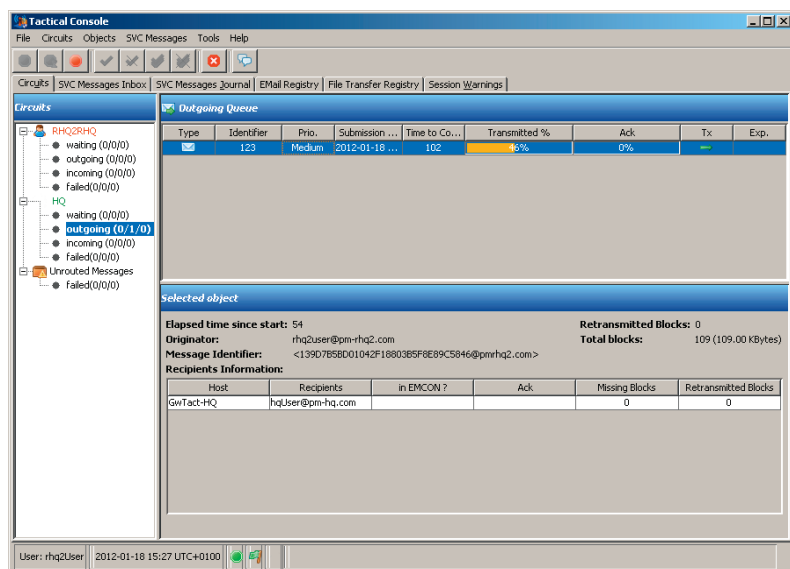 Tactical Console
File Circuits Objects SVC Messages Tools Help
Circuits SVC Messages Inbox SVC Messages Journal EMail Registry File Transfer Registry Session Warnings
Circuits
RHQ2RHQ
waiting (0/0/0)
outgoing (0/0/0)
incoming (0/0/0)
failed(0/0/0)
HQ
waiting (0/0/0)
outgoing (0/1/0)
incoming (0/0/0)
failed(0/0/0)
Unrouted Messages
failed(0/0/0)
Outgoing Queue
Type Identifier Prio. Submission ... Time to Co... Transmitted % Ack Tx Exp.
123 Medium 2012-01-18 ... 102 46% 0%
Selected object
Elapsed time since start: 54 Retransmitted Blocks: 0
Originator: rhq2user@pm-rhq2.com Total blocks: 109 (109.00 KBytes)
Message Identifier: <139D7B5BD01042F18803B5F8E89C5846@pmrhq2.com>
Recipients Information:
Host Recipients in EMCON ? Ack Missing Blocks Retransmitted Blocks
GwTact-HQ hqUser@pm-hq.com 0 0
User: rhq2User 2012-01-18 15:27 UTC+0100